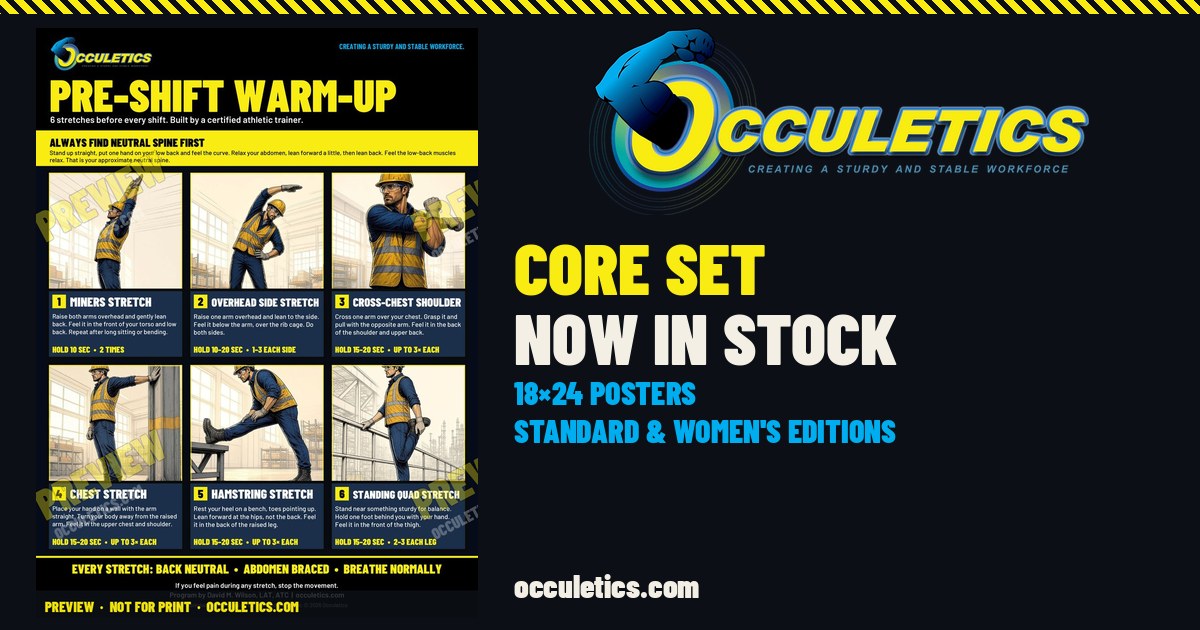 OCCULETICS
CREATING A STURDY AND STABLE WORKFORCE.
PRE-SHIFT WARM-UP
6 stretches before every shift. Built by a certified athletic trainer.
ALWAYS FIND NEUTRAL SPINE FIRST
Stand up straight, put one hand on your low back and feel the curve. Relax your abdomen, lean forward a little, then lean back. Feel the low-back muscles
relax. That is your approximate neutral spine.
PREVIEW
PREVIEW
1 MINERS STRETCH
Raise both arms overhead and gently lean
back. Feel it in the front of your torso and low
back. Repeat after long sitting or bending.
HOLD 10 SEC • 2 TIMES
2 OVERHEAD SIDE STRETCH
Raise one arm overhead and lean to the side.
Feel it below the arm, over the rib cage. Do
both sides.
HOLD 10-20 SEC • 1-3 EACH SIDE
3 CROSS-CHEST SHOULDER
Cross one arm over your chest. Grasp it and
pull with the opposite arm. Feel it in the back
of the shoulder and upper back.
HOLD 15-20 SEC • UP TO 3× EACH
PREVIEW
PREVIEW
4 CHEST STRETCH
Place your hand on a wall with the arm
straight. Turn your body away from the raised
arm. Feel it in the upper chest and shoulder.
HOLD 15-20 SEC • UP TO 3× EACH
5 HAMSTRING STRETCH
Rest your heel on a bench, toes pointing up.
Lean forward at the hips, not the back. Feel
it in the back of the raised leg.
HOLD 15-20 SEC • UP TO 3× EACH
6 STANDING QUAD STRETCH
Stand near something sturdy for balance.
Hold one foot behind you with your hand.
Feel it in the front of the thigh.
HOLD 15-20 SEC • 2-3 EACH LEG
EVERY STRETCH: BACK NEUTRAL • ABDOMEN BRACED • BREATHE NORMALLY
If you feel pain during any stretch, stop the movement.
Program by David M. Wilson, LAT, ATC
PREVIEW · NOT FOR PRINT · OCCULETICS.COM
OCCULETICS
CREATING A STURDY AND STABLE WORKFORCE
CORE SET
NOW IN STOCK
18×24 POSTERS
STANDARD & WOMEN'S EDITIONS
occuletics.com